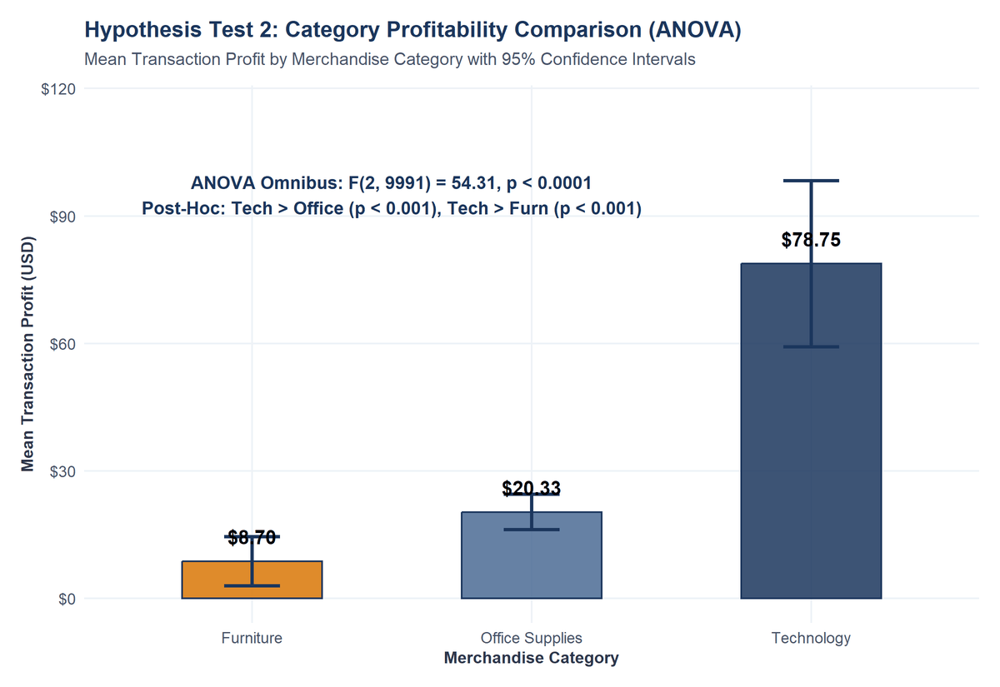 Hypothesis Test 2: Category Profitability Comparison (ANOVA)
Mean Transaction Profit by Merchandise Category with 95% Confidence Intervals
$120
ANOVA Omnibus: F(2, 9991) = 54.31, p < 0.0001
Post-Hoc: Tech > Office (p < 0.001), Tech > Furn (p < 0.001)
$90
$78.75
Mean Transaction Profit (USD)
$60
$30
$20.33
$8.70
$0
Furniture
Office Supplies
Technology
Merchandise Category